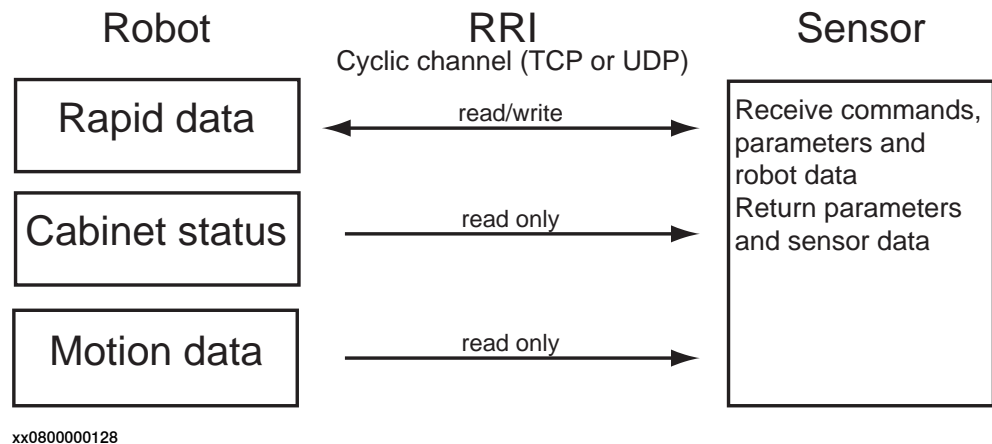 Robot
RRI
Sensor
Cyclic channel (TCP or UDP)
Rapid data
read/write
Receive commands,
parameters and
robot data
Return parameters
and sensor data
Cabinet status
read only
Motion data
read only
xx0800000128